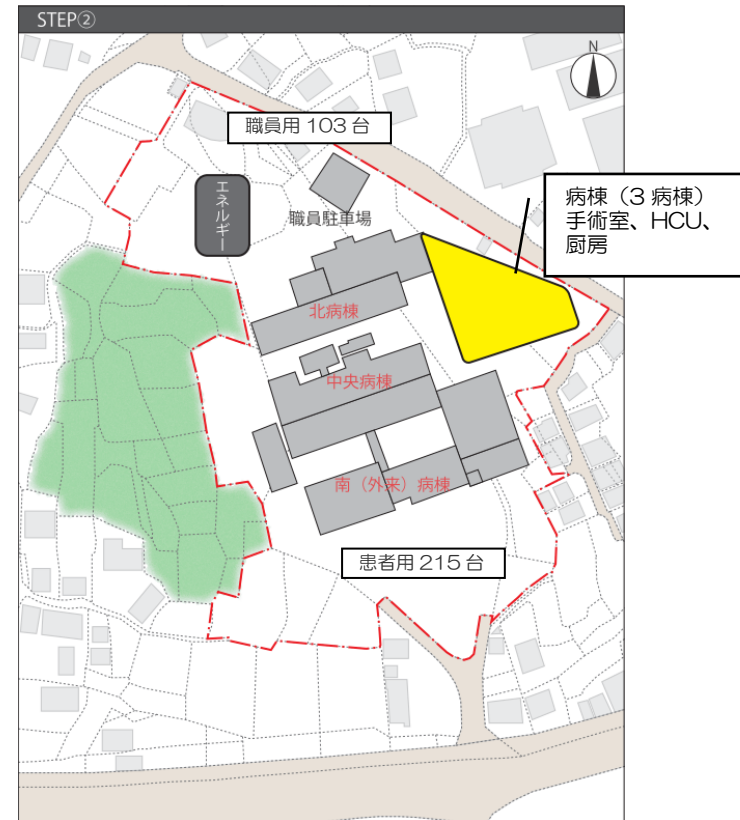 STEP②
N
職員用 103 台
エネルギー
職員駐車場
病棟（3 病棟）
手術室、HCU、
厨房
北病棟
中央病棟
南（外来）病棟
患者用 215 台